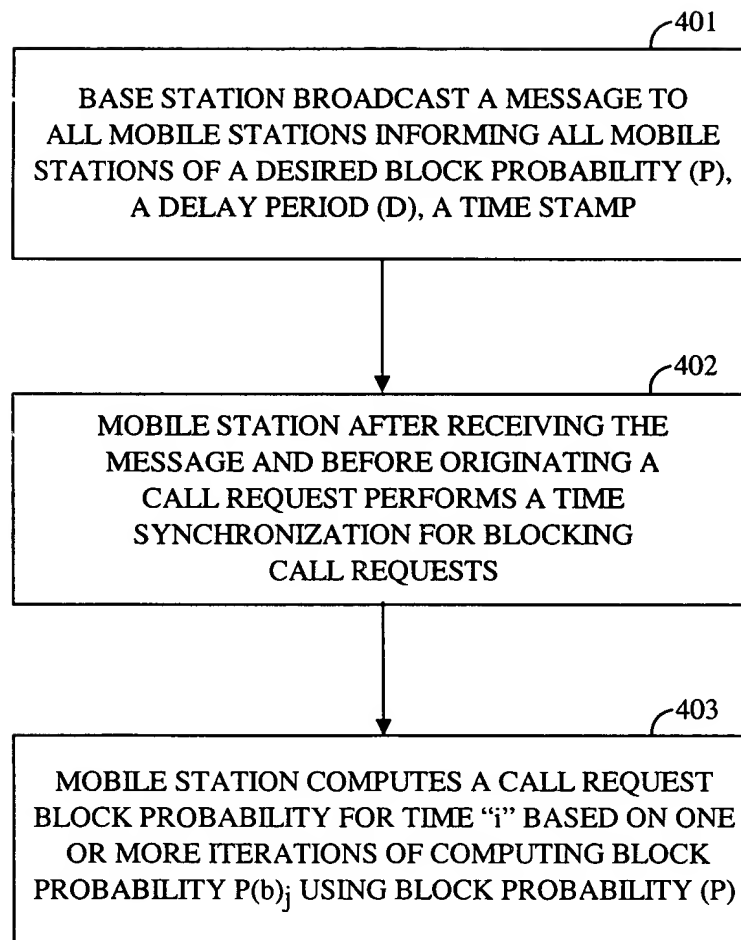 401
BASE STATION BROADCAST A MESSAGE TO
ALL MOBILE STATIONS INFORMING ALL MOBILE
STATIONS OF A DESIRED BLOCK PROBABILITY (P),
A DELAY PERIOD (D), A TIME STAMP
402
MOBILE STATION AFTER RECEIVING THE
MESSAGE AND BEFORE ORIGINATING A
CALL REQUEST PERFORMS A TIME
SYNCHRONIZATION FOR BLOCKING
CALL REQUESTS
403
MOBILE STATION COMPUTES A CALL REQUEST
BLOCK PROBABILITY FOR TIME “i” BASED ON ONE
OR MORE ITERATIONS OF COMPUTING BLOCK
PROBABILITY P(b)j USING BLOCK PROBABILITY (P)